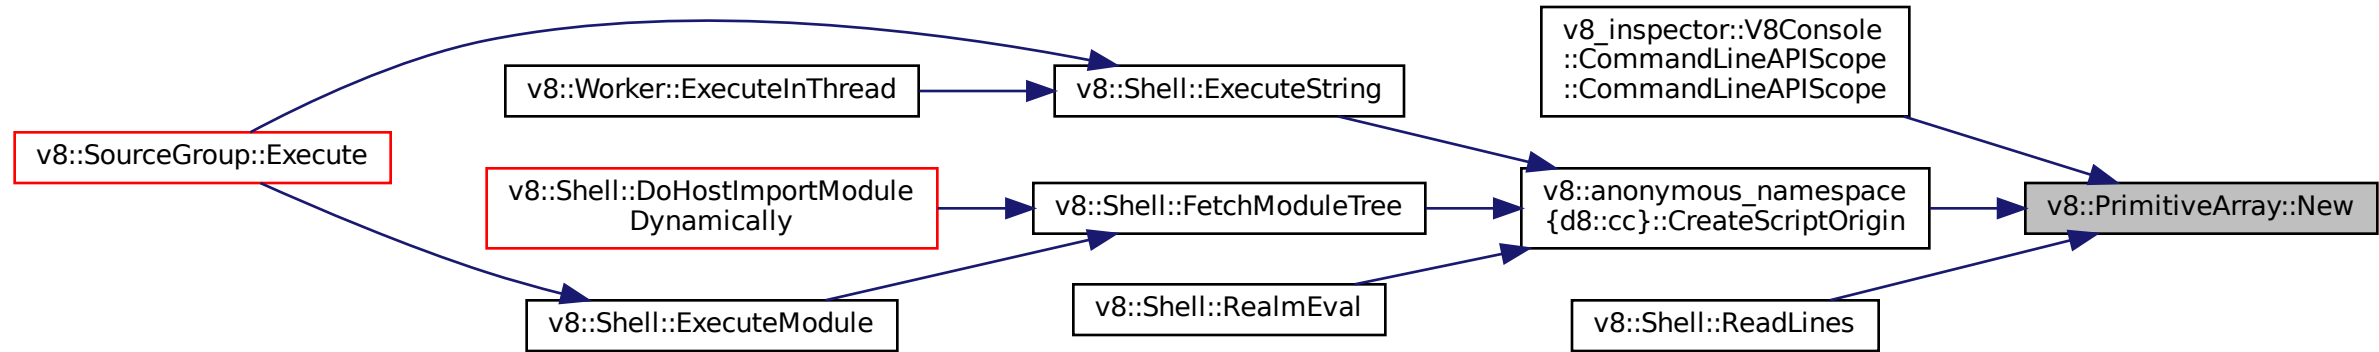 v8_inspector::V8Console
::CommandLineAPIScope
::CommandLineAPIScope
v8::Worker::ExecuteInThread
v8::Shell::ExecuteString
v8::SourceGroup::Execute
v8::Shell::DoHostImportModule
Dynamically
v8::Shell::FetchModuleTree
v8::anonymous_namespace
{d8::cc}::CreateScriptOrigin
v8::PrimitiveArray::New
v8::Shell::ExecuteModule
v8::Shell::RealmEval
v8::Shell::ReadLines